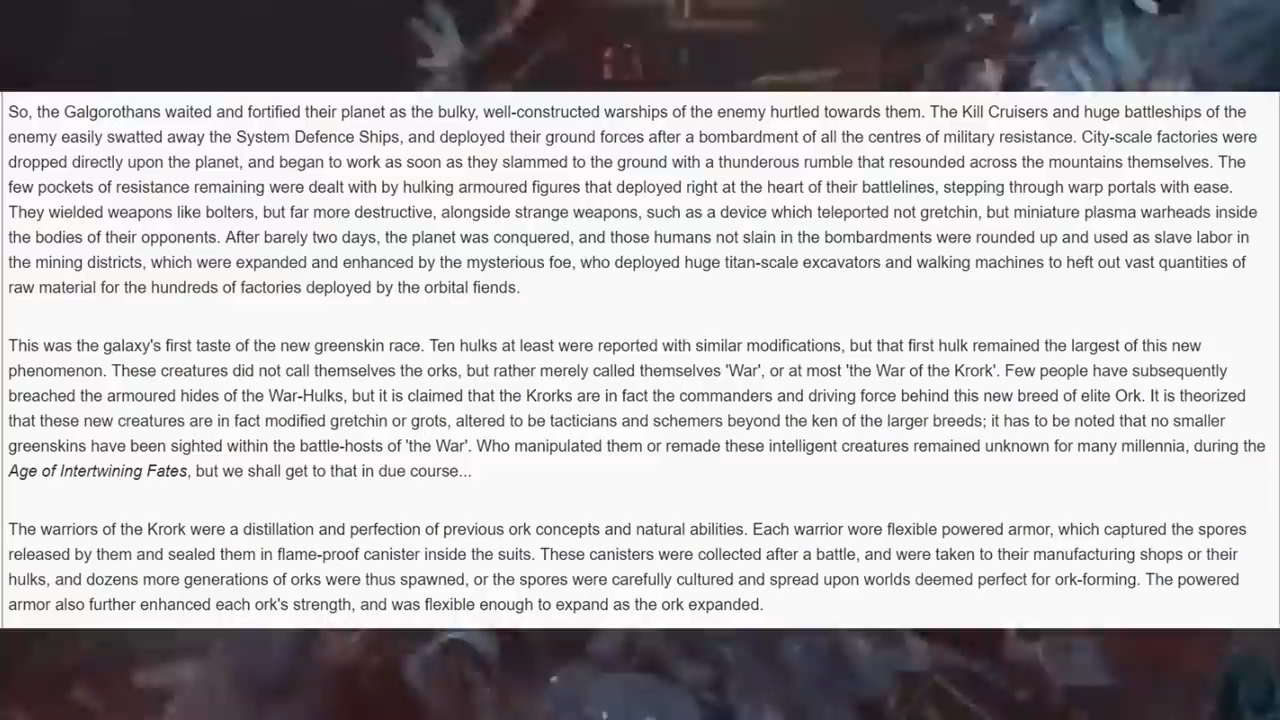 So, the Galgorothans waited and fortified their planet as the bulky, well-constructed warships of the enemy hurtled towards them. The Kill Cruisers and huge battleships of the
enemy easily swatted away the System Defence Ships, and deployed their ground forces after a bombardment of all the centres of military resistance. City-scale factories were
dropped directly upon the planet, and began to work as soon as they slammed to the ground with a thunderous rumble that resounded across the mountains themselves. The
few pockets of resistance remaining were dealt with by hulking armoured figures that deployed right at the heart of their battlelines, stepping through warp portals with ease.
They wielded weapons like bolters, but far more destructive, alongside strange weapons, such as a device which teleported not gretchin, but miniature plasma warheads inside
the bodies of their opponents. After barely two days, the planet was conquered, and those humans not slain in the bombardments were rounded up and used as slave labor in
the mining districts, which were expanded and enhanced by the mysterious foe, who deployed huge titan-scale excavators and walking machines to heft out vast quantities of
raw material for the hundreds of factories deployed by the orbital fiends.
This was the galaxy's first taste of the new greenskin race. Ten hulks at least were reported with similar modifications, but that first hulk remained the largest of this new
phenomenon. These creatures did not call themselves the orks, but rather merely called themselves 'War', or at most 'the War of the Krork'. Few people have subsequently
breached the armoured hides of the War-Hulks, but it is claimed that the Krorks are in fact the commanders and driving force behind this new breed of elite Ork. It is theorized
that these new creatures are in fact modified gretchin or grots, altered to be tacticians and schemers beyond the ken of the larger breeds; it has to be noted that no smaller
greenskins have been sighted within the battle-hosts of 'the War'. Who manipulated them or remade these intelligent creatures remained unknown for many millennia, during the
Age of Intertwining Fates, but we shall get to that in due course...
The warriors of the Krork were a distillation and perfection of previous ork concepts and natural abilities. Each warrior wore flexible powered armor, which captured the spores
released by them and sealed them in flame-proof canister inside the suits. These canisters were collected after a battle, and were taken to their manufacturing shops or their
hulks, and dozens more generations of orks were thus spawned, or the spores were carefully cultured and spread upon worlds deemed perfect for ork-forming. The powered
armor also further enhanced each ork's strength, and was flexible enough to expand as the ork expanded.